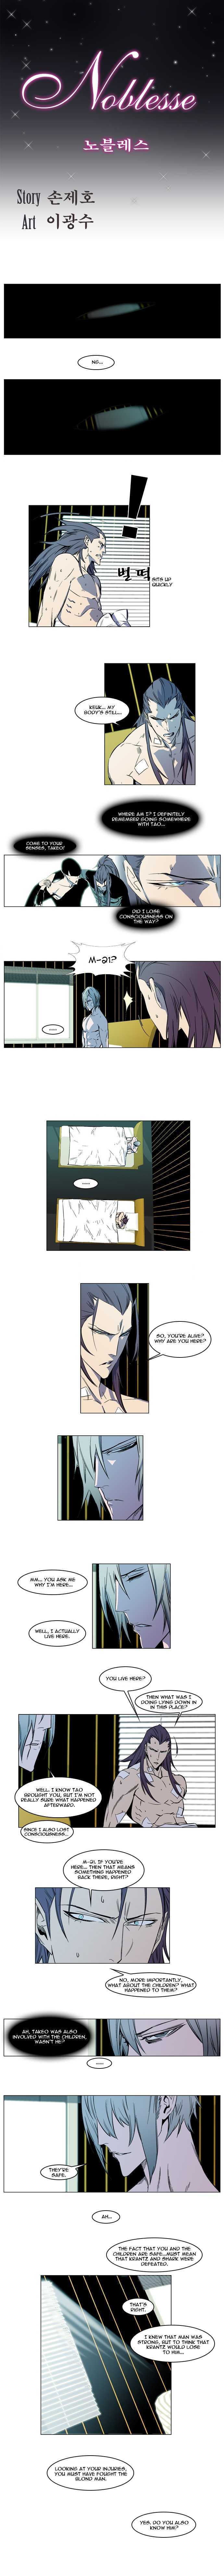 Noblesse
노블레스
Story 손제호
Art 이광수
NG...
!
벌떡
SITS UP
QUICKLY
KEUK... MY
BODY'S STILL...
WHERE AM I? I DEFINITELY
REMEMBER GOING SOMEWHERE
WITH TAO...
COME TO YOUR
SENSES, TAKEO!
DID I LOSE
CONSCIOUSNESS ON
THE WAY?
M-21?
......
......
SO, YOU'RE ALIVE?
WHY ARE YOU HERE?
MM... YOU ASK ME
WHY I'M HERE...
WELL, I ACTUALLY
LIVE HERE.
YOU LIVE HERE?
THEN WHAT WAS I
DOING LYING DOWN IN
IN THIS PLACE?
WELL, I KNOW TAO
BROUGHT YOU, BUT I'M NOT
REALLY SURE WHAT HAPPENED
AFTERWARD.
SINCE I ALSO LOST
CONSCIOUSNESS...
M-21, IF YOU'RE
HERE... THEN THAT MEANS
SOMETHING HAPPENED
BACK THERE, RIGHT?
NO, MORE IMPORTANTLY,
WHAT ABOUT THE CHILDREN? WHAT
HAPPENED TO THEM?
AH, TAKEO WAS ALSO
INVOLVED WITH THE CHILDREN,
WASN'T HE?
......
THEY'RE
SAFE.
AH...
THE FACT THAT YOU AND THE
CHILDREN ARE SAFE...MUST MEAN
THAT KRANTZ AND SHARK WERE
DEFEATED.
THAT'S
RIGHT.
I KNEW THAT MAN WAS
STRONG, BUT TO THINK THAT
KRANTZ WOULD LOSE
TO HIM...
LOOKING AT YOUR INJURIES,
YOU MUST HAVE FOUGHT THE
BLOND MAN.
YES. DO YOU ALSO
KNOW HIM?